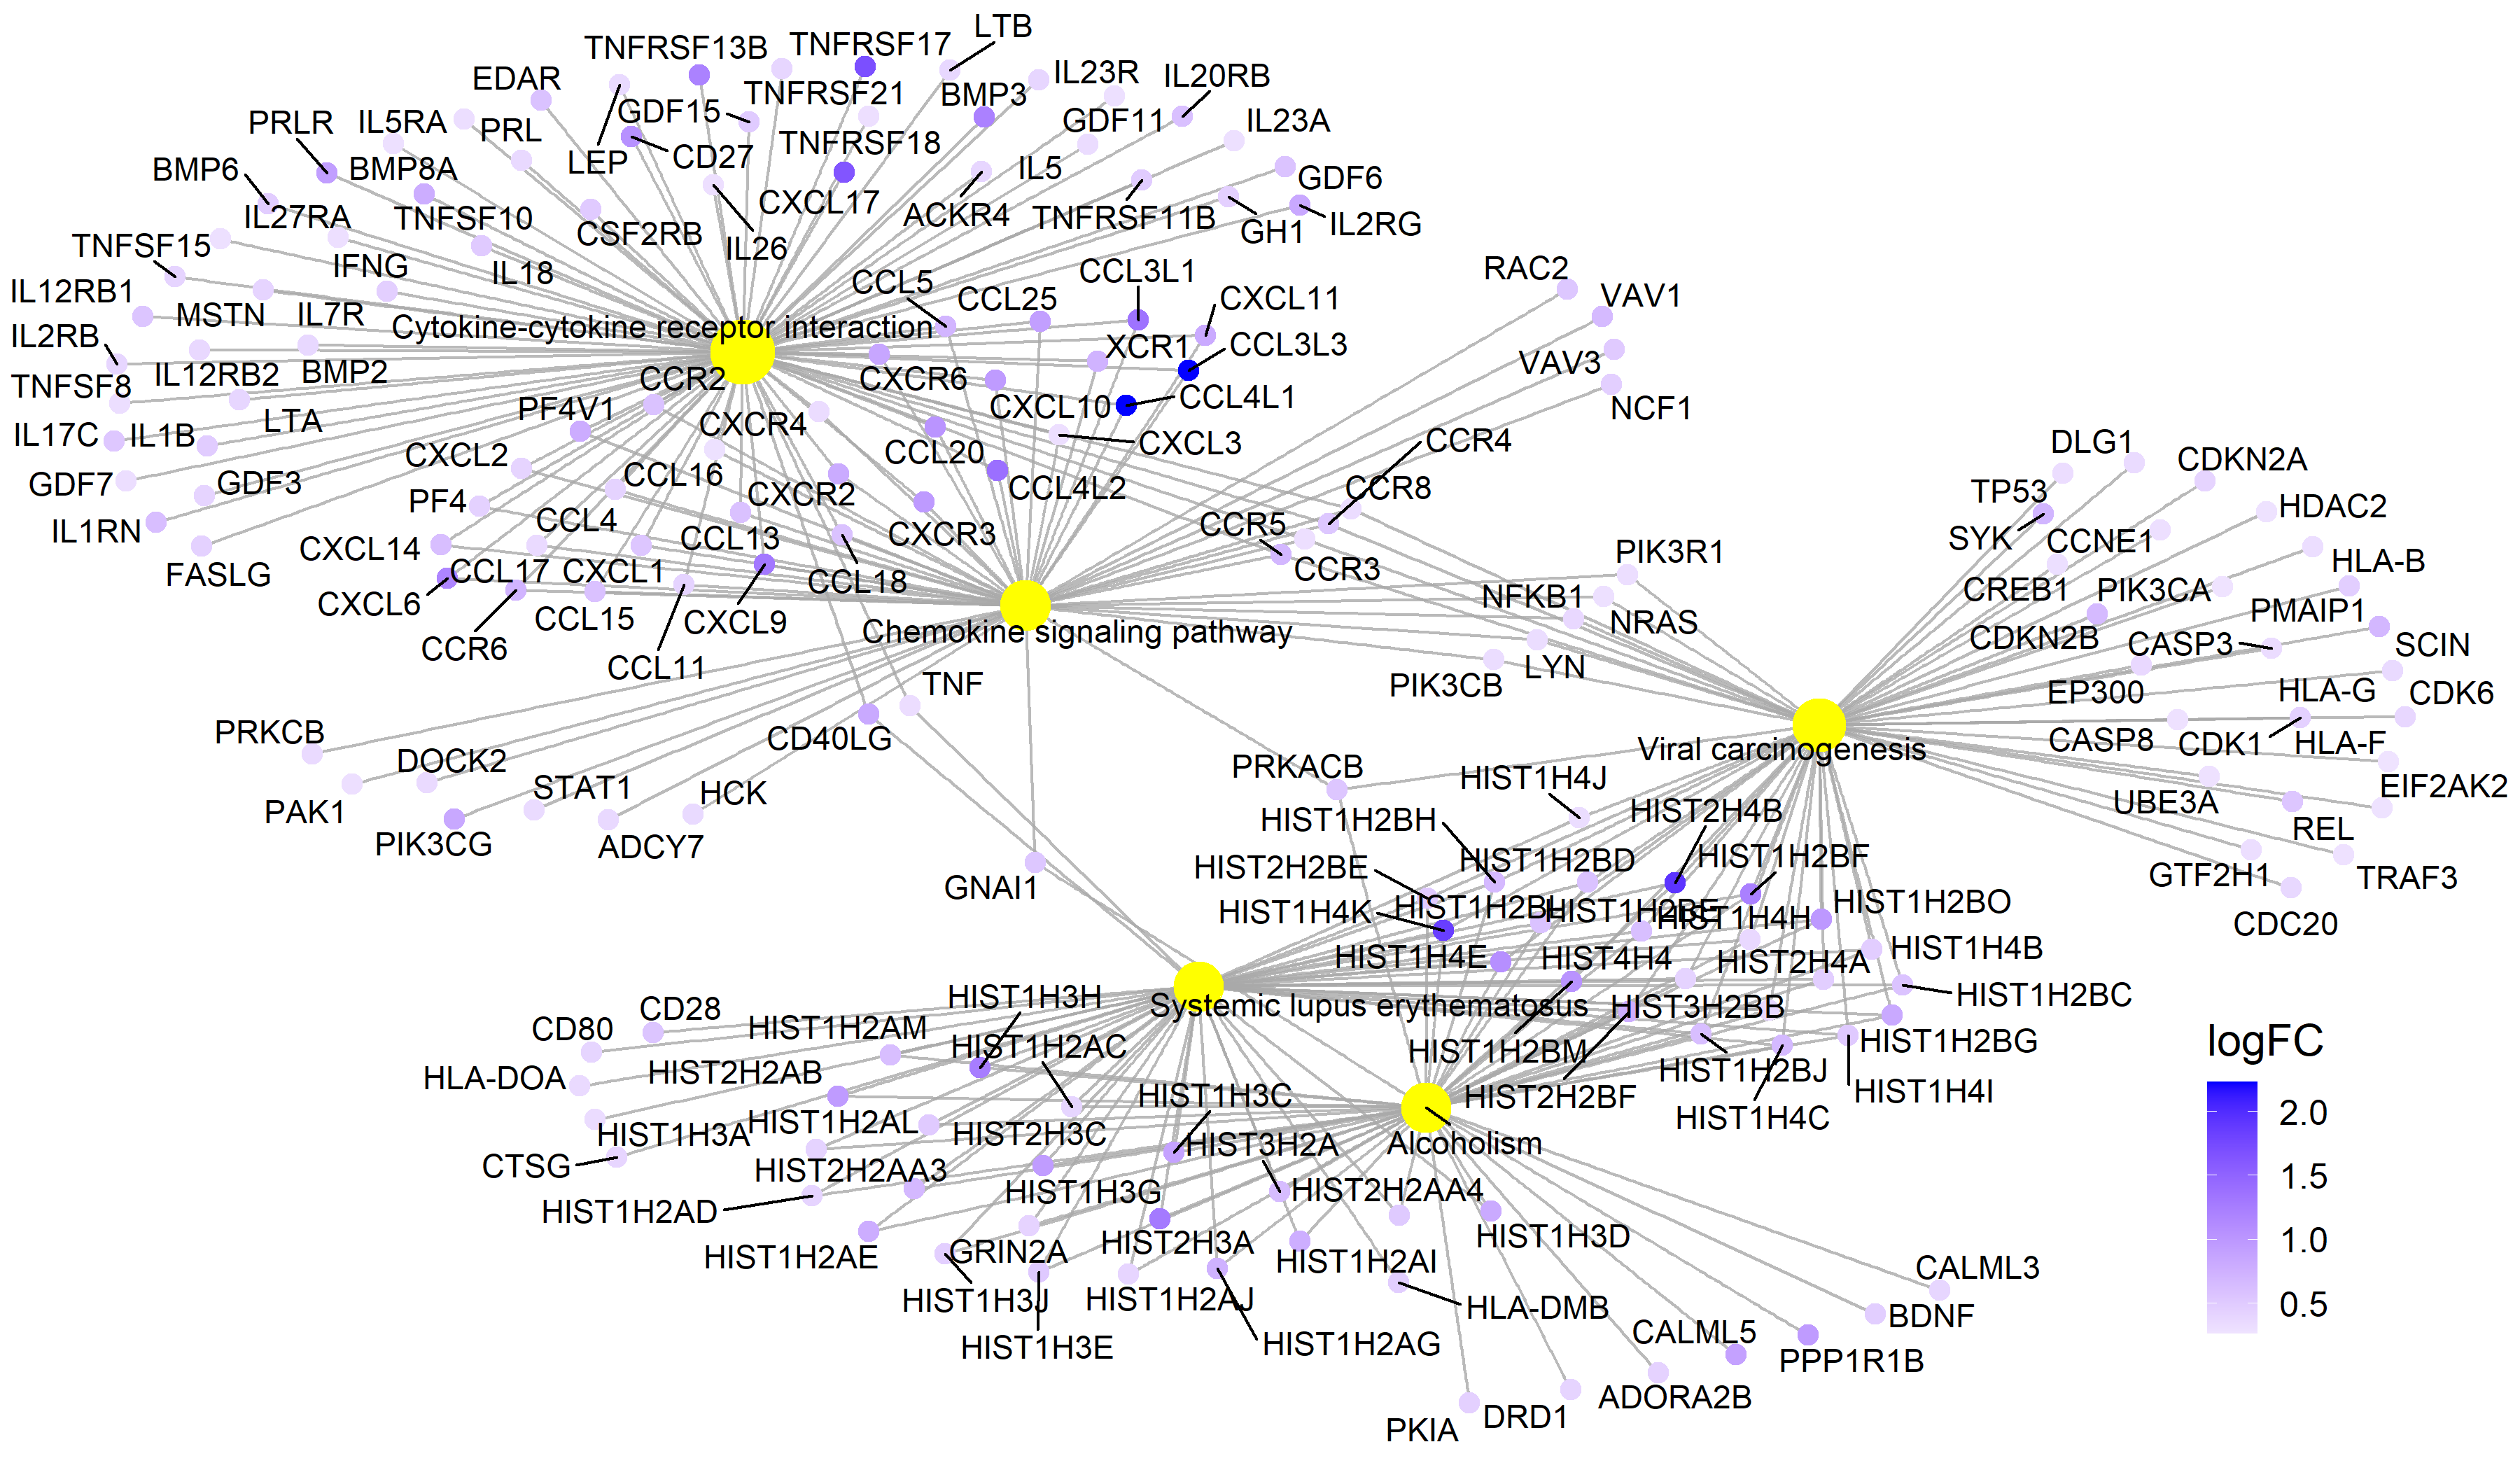 LTB
TNFRSF13B
TNFRSF17
EDAR
IL23R
IL20RB
TNFRSF21
BMP3
GDF15
PRLR
IL5RA
PRL
GDF11
IL23A
TNFRSF18
LEP
CD27
BMP6
BMP8A
IL5
GDF6
CXCL17
IL27RA
TNFSF10
ACKR4
TNFRSF11B
IL2RG
CSF2RB
GH1
TNFSF15
IL26
IFNG
IL18
RAC2
CCL5
CCL3L1
IL12RB1
CCL25
CXCL11
VAV1
MSTN
IL7R
Cytokine-cytokine receptor interaction
IL2RB
XCR1
CCL3L3
VAV3
IL12RB2
BMP2
CCR2
CXCR6
TNFSF8
PF4V1
CXCL10
CCL4L1
NCF1
LTA
CXCR4
IL17C
IL1B
CXCL3
CCR4
DLG1
CXCL2
CCL20
CDKN2A
GDF7
GDF3
CCL16
CXCR2
CCL4L2
CCR8
TP53
PF4
HDAC2
IL1RN
CCL4
CCR5
CXCR3
SYK
CCNE1
CXCL14
CCL13
PIK3R1
FASLG
CCL17
CXCL1
CCL18
CCR3
HLA-B
CREB1
PIK3CA
CXCL6
NFKB1
PMAIP1
CCL15
CXCL9
NRAS
CDKN2B
CASP3
CCR6
Chemokine signaling pathway
SCIN
CCL11
LYN
TNF
PIK3CB
EP300
HLA-G
CDK6
PRKCB
CD40LG
CASP8
CDK1
HLA-F
DOCK2
Viral carcinogenesis
PRKACB
HIST1H4J
STAT1
HCK
EIF2AK2
PAK1
HIST1H2BH
HIST2H4B
UBE3A
PIK3CG
ADCY7
REL
HIST1H2BD
HIST1H2BF
HIST2H2BE
GTF2H1
TRAF3
GNAI1
HIST1H4K
HIST1H2BL
HIST1H2BE
HIST1H4H
HIST1H2BO
CDC20
HIST1H4E
HIST4H4
HIST2H4A
HIST1H4B
HIST1H3H
HIST1H2BC
CD28
Systemic lupus erythematosus
HIST3H2BB
CD80
HIST1H2AM
HIST1H2AC
HIST1H2BM
HIST1H2BG
HLA-DOA
HIST2H2AB
HIST1H2BJ
HIST1H3C
HIST2H2BF
HIST1H4I
HIST1H4C
HIST1H3A
HIST1H2AL
HIST2H3C
HIST3H2A
Alcoholism
CTSG
HIST2H2AA3
HIST1H3G
HIST2H2AA4
HIST1H2AD
HIST1H3D
HIST1H2AE
GRIN2A
HIST2H3A
HIST1H2AI
HIST1H3J
HIST1H2AJ
HLA-DMB
CALML3
HIST1H3E
HIST1H2AG
CALML5
BDNF
PPP1R1B
ADORA2B
PKIA
DRD1
logFC
2.0
1.5
1.0
0.5